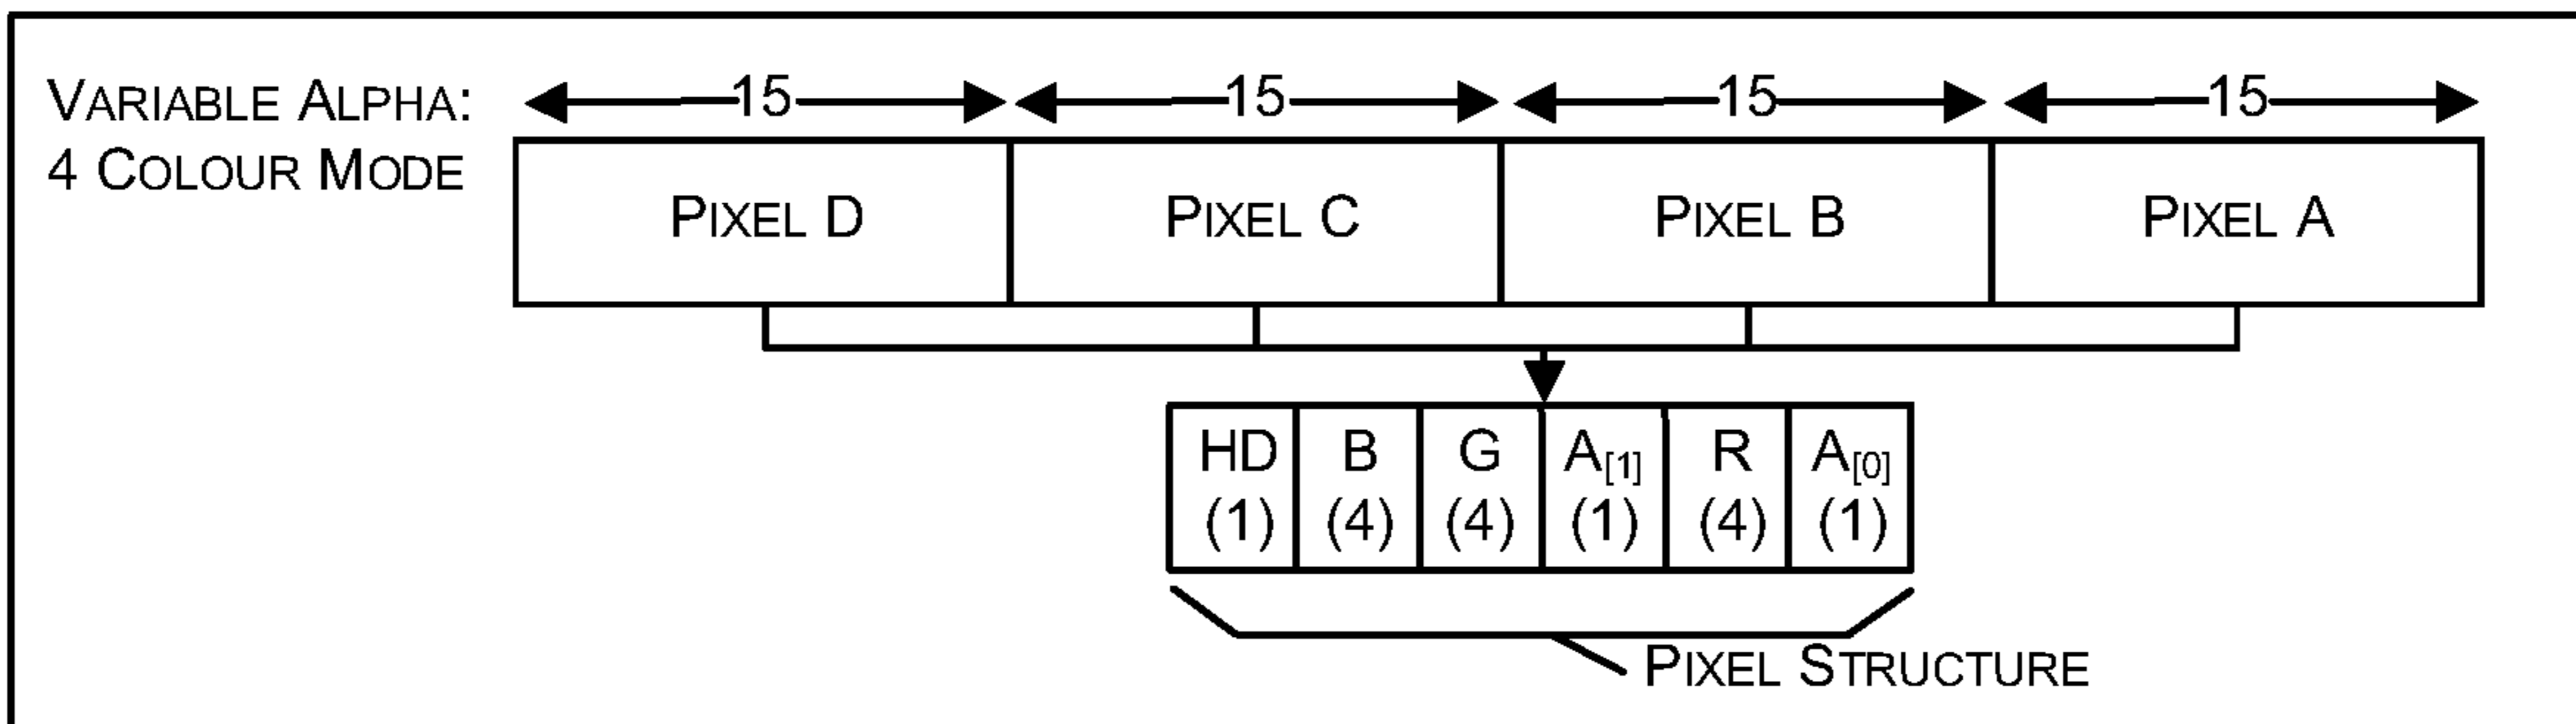 VARIABLE ALPHA:
4 COLOUR MODE
15 15 15 15
PIXEL D PIXEL C PIXEL B PIXEL A
HD B G A[1] R A[0]
(1) (4) (4) (1) (4) (1)
PIXEL STRUCTURE